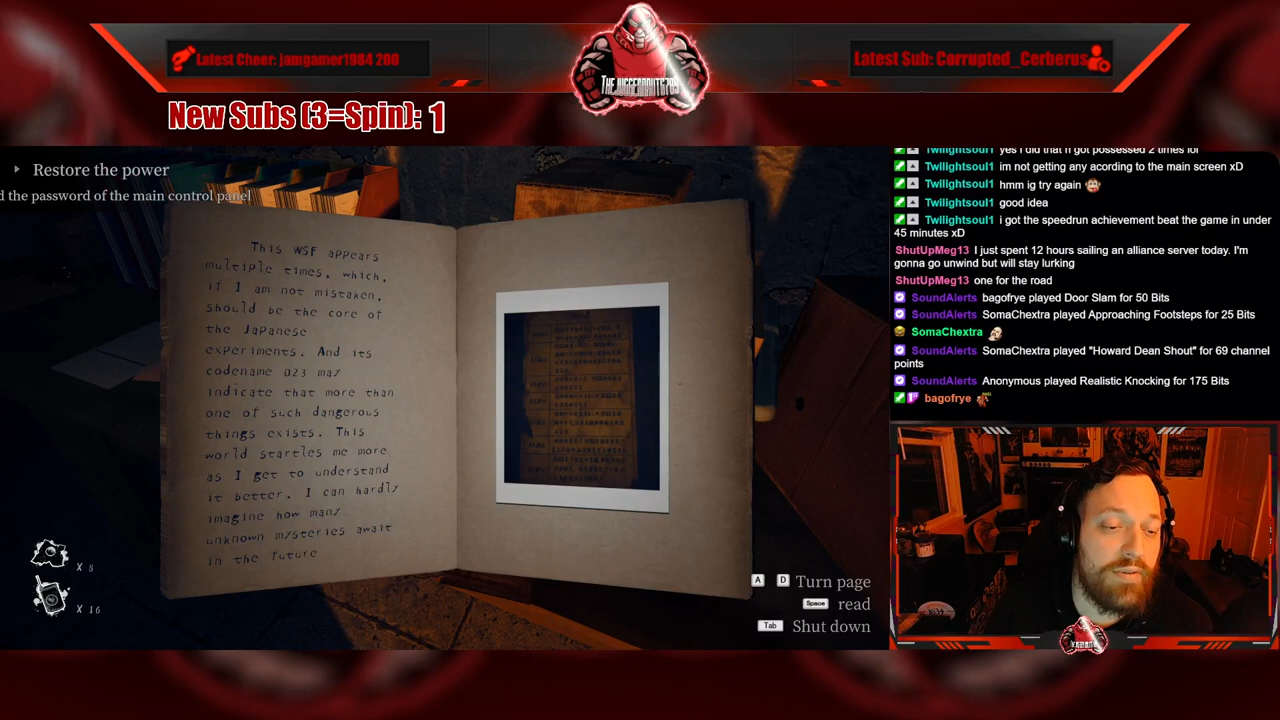 Latest Cheer: jamgamer1984 200
THEJUGGERNAUT6789
Latest Sub: Corrupted_Cerberus
New Subs (3=Spin): 1
Restore the power
d the password of the main control panel
This WSF appears
multiple times, which,
if I am not mistaken,
should be the core of
the Japanese
experiments. And its
codename 023 may
indicate that more than
one of such dangerous
things exists. This
world startles me more
as I get to understand
it better. I can hardly
imagine how many
unknown mysteries await
in the future
X 8
X 16
A D Turn page
Space read
Tab Shut down
Twilightsoul1 yes i did that n got possessed 2 times lol
Twilightsoul1 im not getting any acording to the main screen xD
Twilightsoul1 hmm ig try again
Twilightsoul1 good idea
Twilightsoul1 i got the speedrun achievement beat the game in under
45 minutes xD
ShutUpMeg13 I just spent 12 hours sailing an alliance server today. I'm
gonna go unwind but will stay lurking
ShutUpMeg13 one for the road
SoundAlerts bagofrye played Door Slam for 50 Bits
SoundAlerts SomaChextra played Approaching Footsteps for 25 Bits
SomaChextra
SoundAlerts SomaChextra played "Howard Dean Shout" for 69 channel
points
SoundAlerts Anonymous played Realistic Knocking for 175 Bits
bagofrye